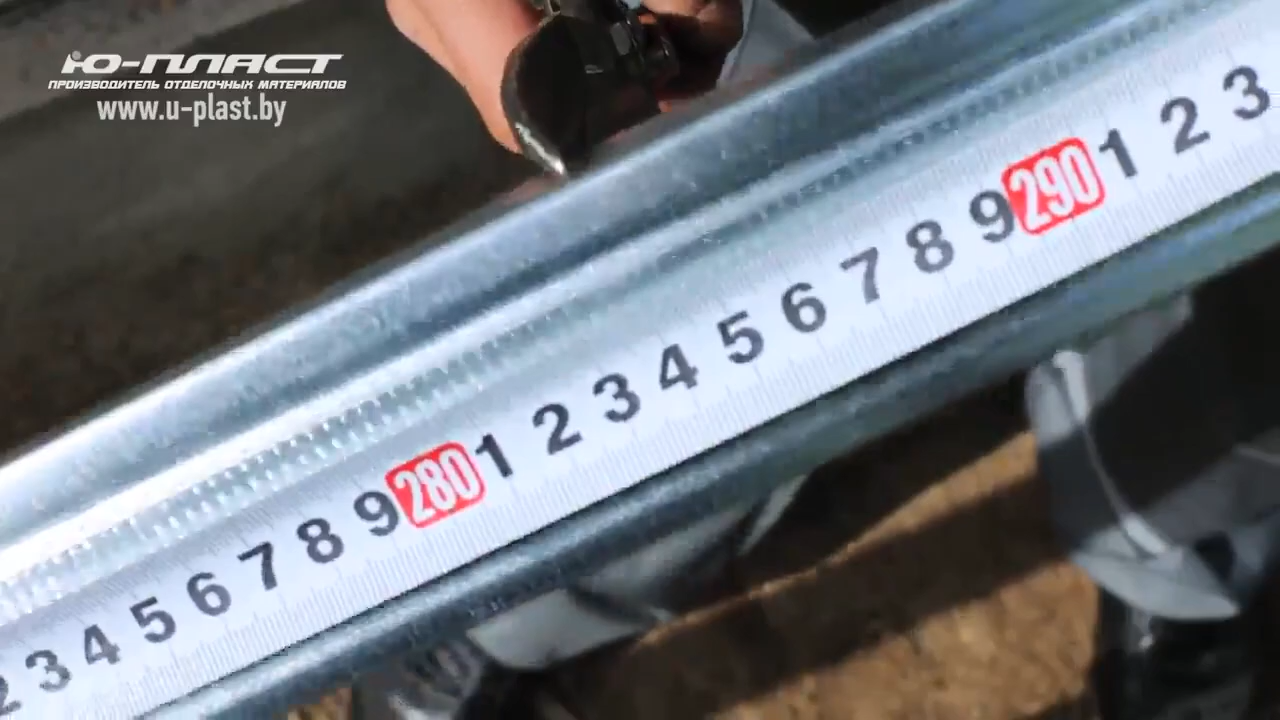 Ю-ПЛАСТ
ПРОИЗВОДИТЕЛЬ ОТДЕЛОЧНЫХ МАТЕРИАЛОВ
www.u-plast.by
2 3 4 5 6 7 8 9 280 1 2 3 4 5 6 7 8 9 290 1 2 3